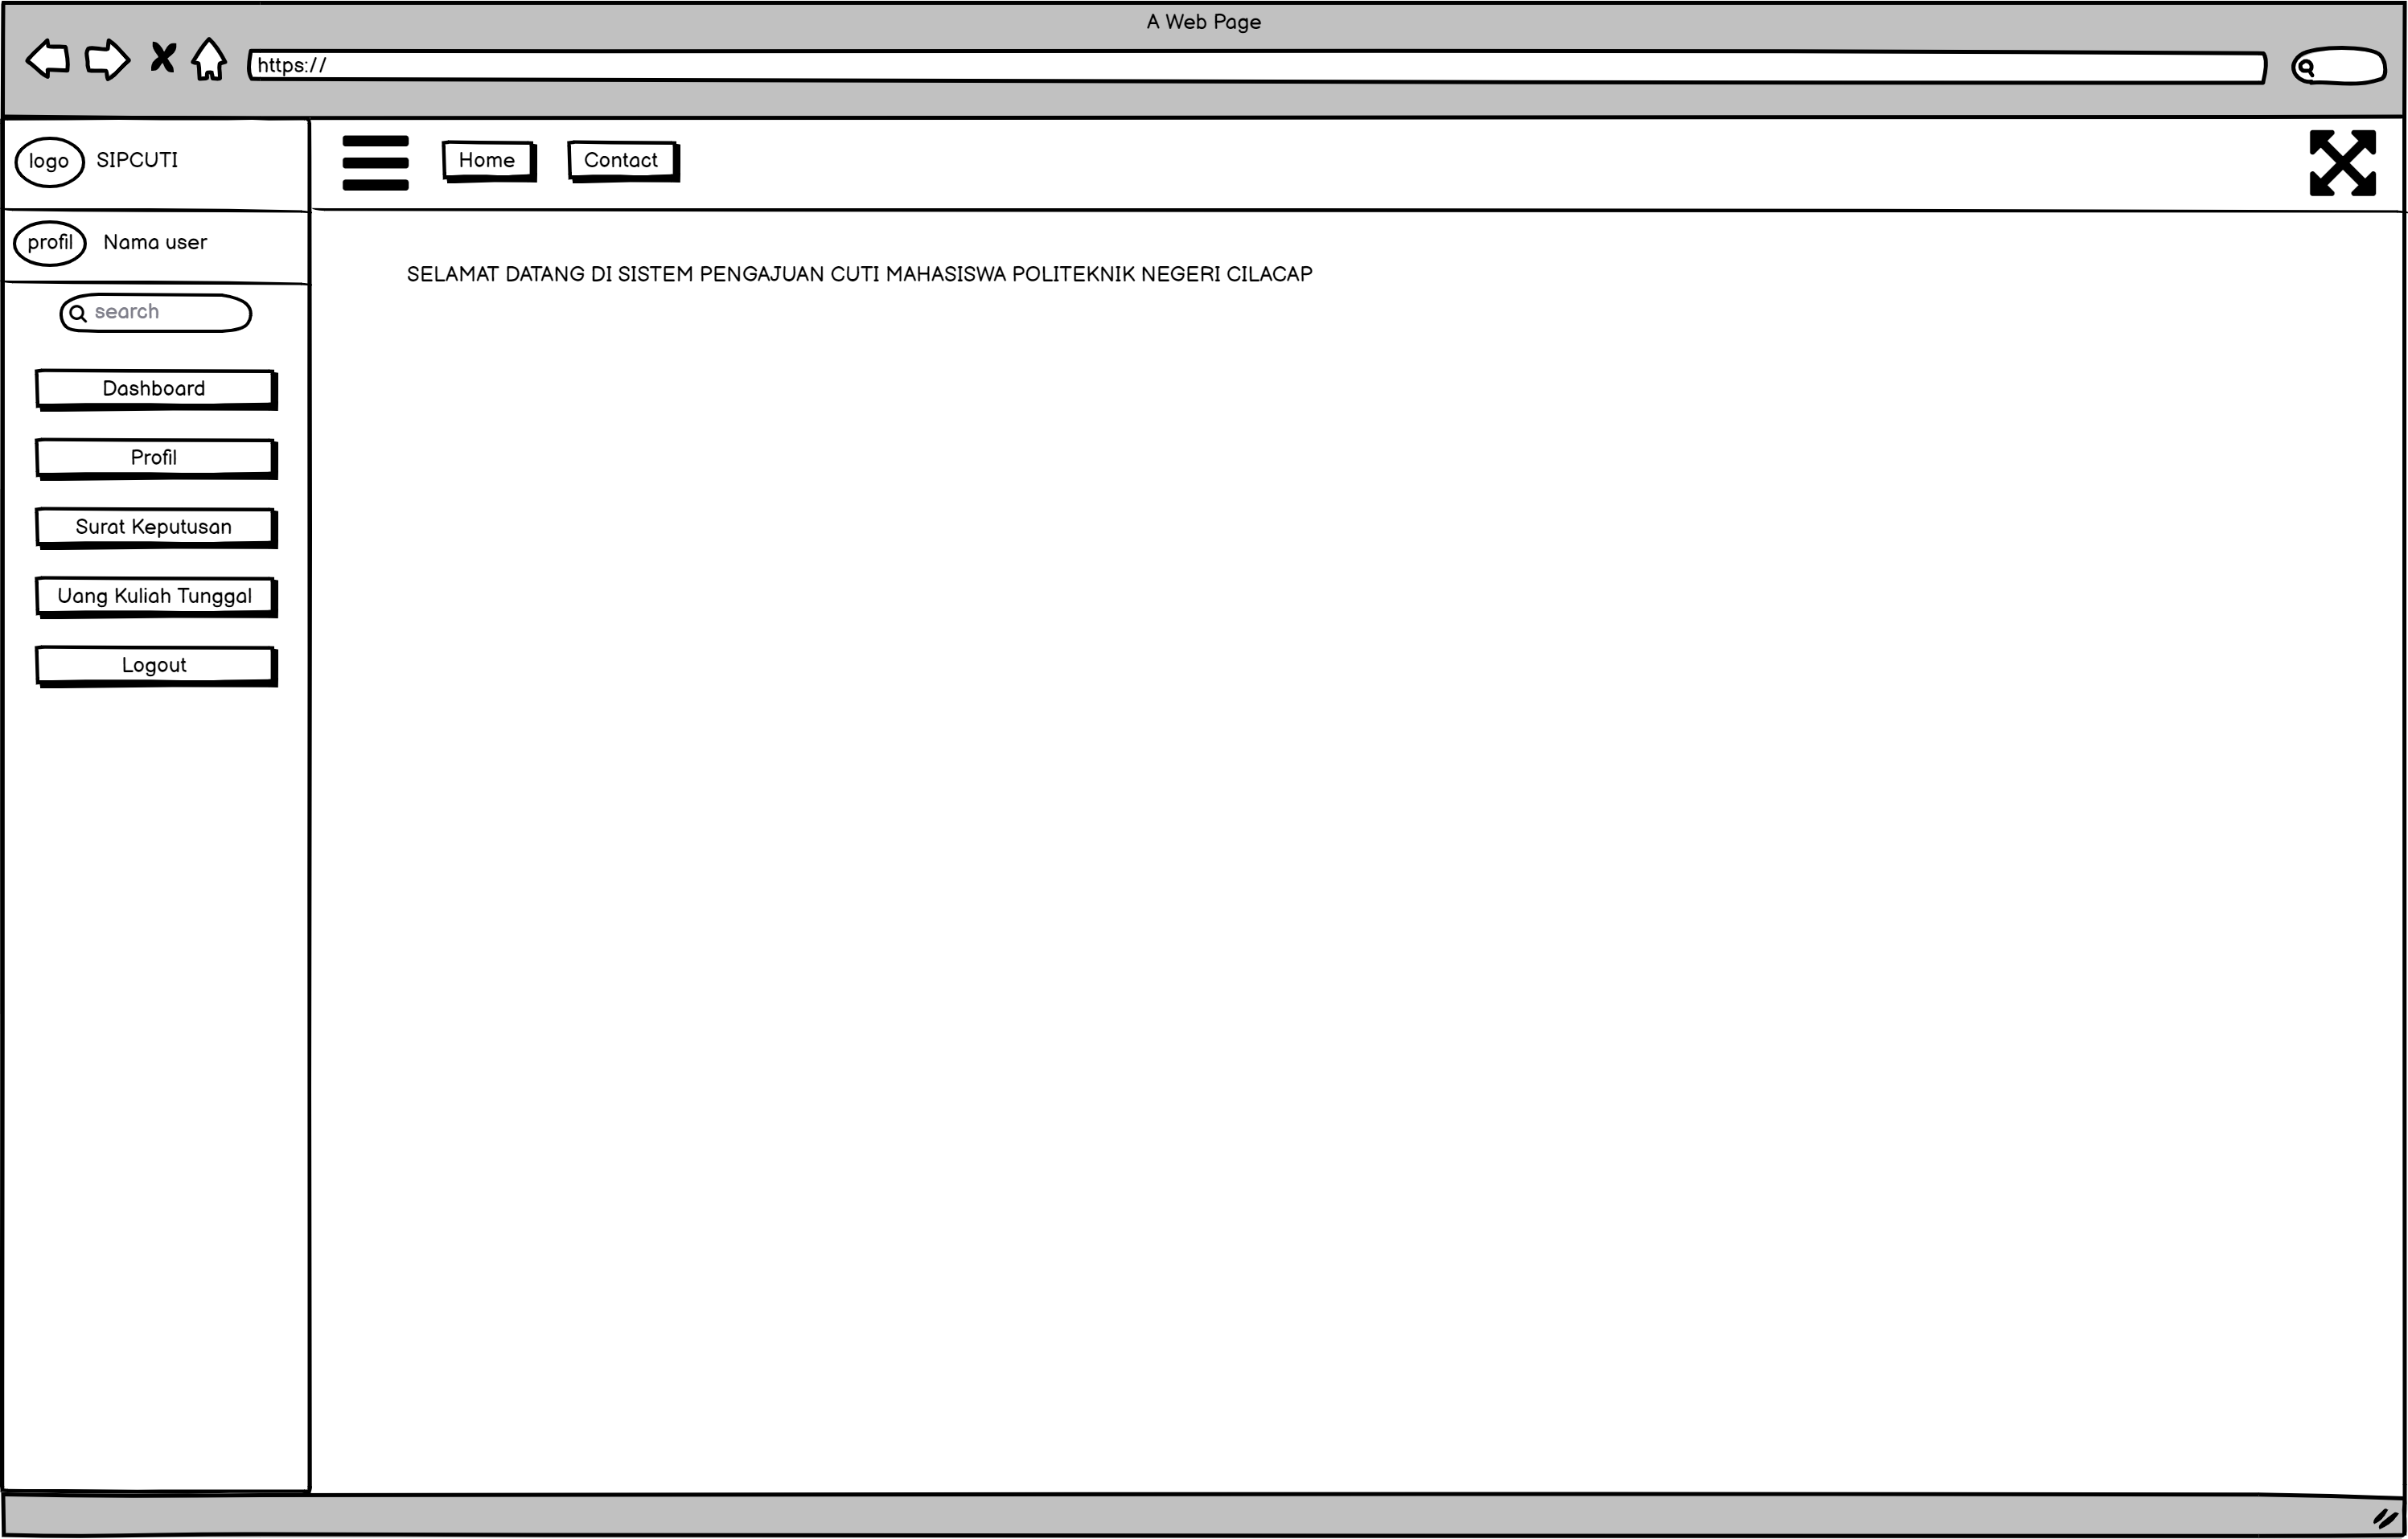 A Web Page
https://
logo SIPCUTI
Home Contact
profil Nama user
SELAMAT DATANG DI SISTEM PENGAJUAN CUTI MAHASISWA POLITEKNIK NEGERI CILACAP
search
Dashboard
Profil
Surat Keputusan
Uang Kuliah Tunggal
Logout